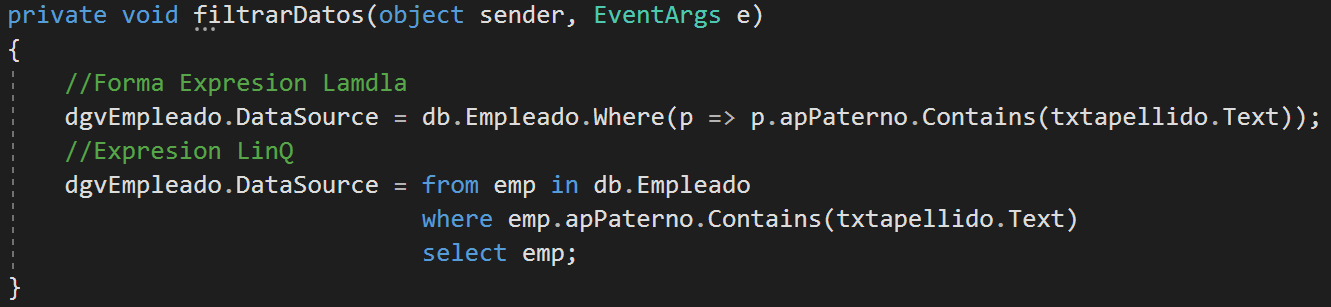 private void filtrarDatos(object sender, EventArgs e)
{
//Forma Expresion Lamdla
dgvEmpleado.DataSource = db.Empleado.Where(p => p.apPaterno.Contains(txtapellido.Text));
//Expresion LinQ
dgvEmpleado.DataSource = from emp in db.Empleado
where emp.apPaterno.Contains(txtapellido.Text)
select emp;
}